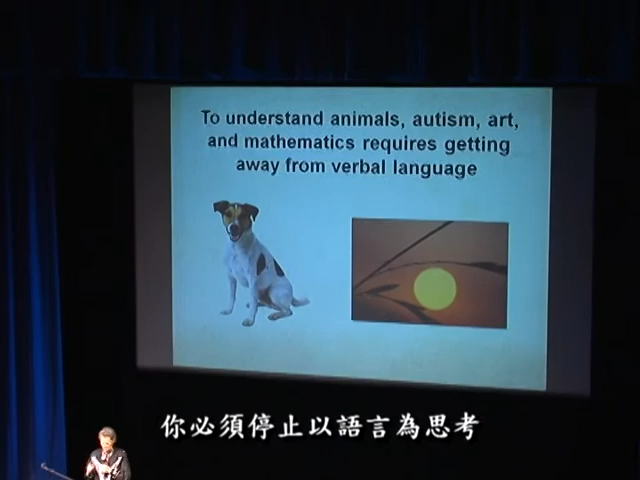 To understand animals, autism, art,
and mathematics requires getting
away from verbal language
你必須停止以語言為思考